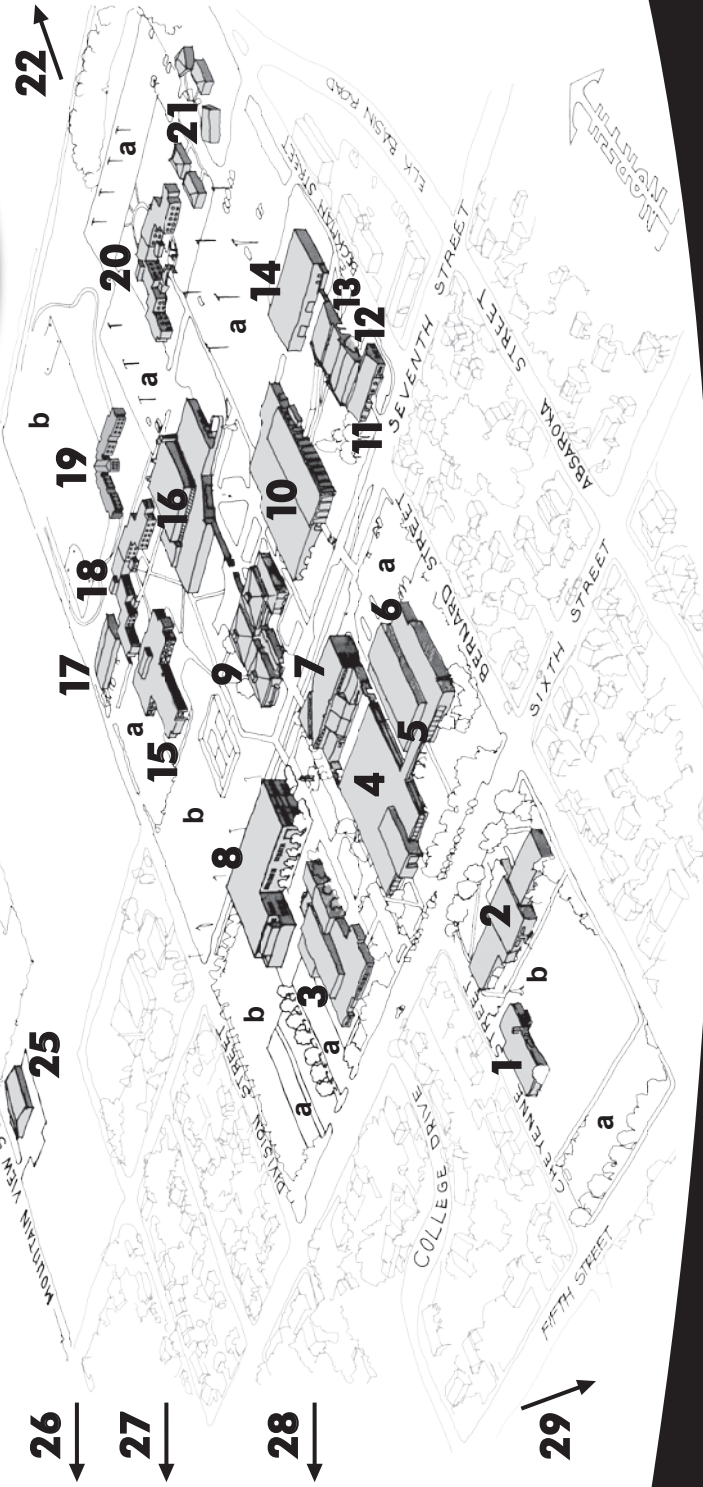 22
21
a
20
14
a
13
12
11
a
b
19
16
10
18
17
a
15
9
7
6
a
5
4
b
8
2
b
3
b
a
a
1
a
25
26
27
28
29
ELK BASIN ROAD
SEVENTH STREET
ABSAROKA STREET
BERNARD STREET
SIXTH STREET
DIVISION STREET
COLLEGE DRIVE
CHEYENNE STREET
FIFTH STREET
MOUNTAIN VIEW
NORTH